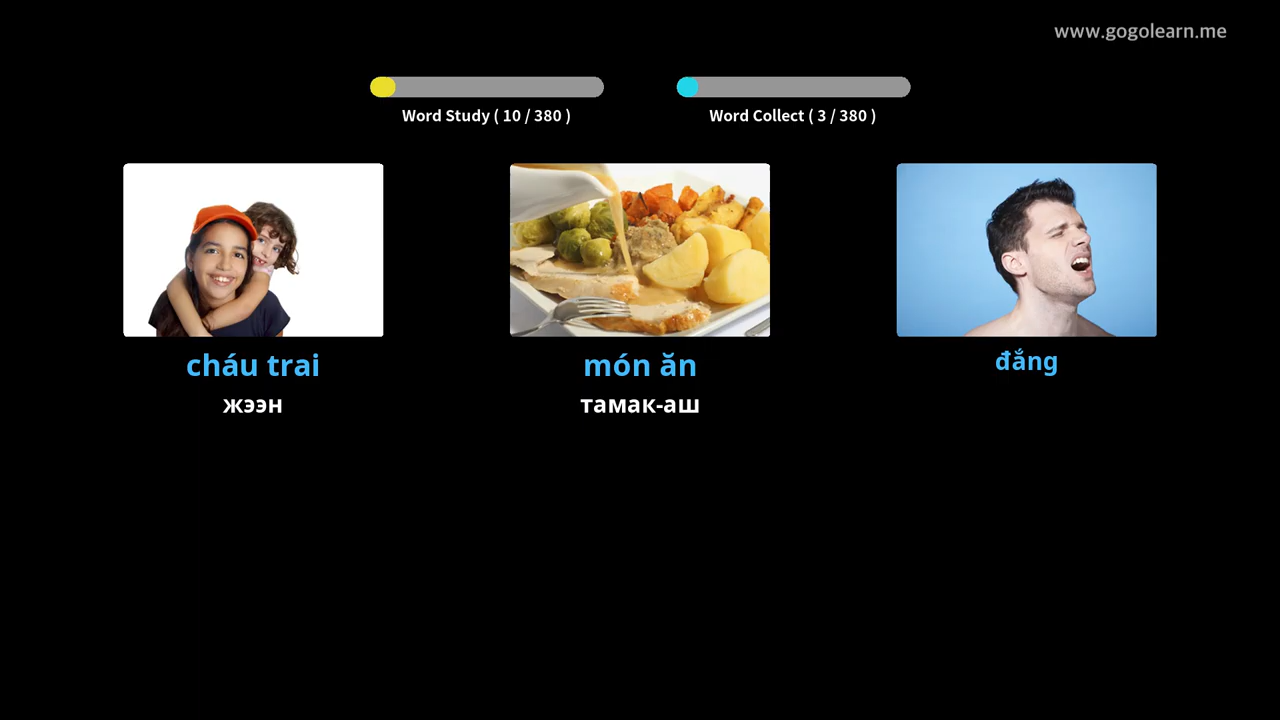 www.gogolearn.me
Word Study ( 10 / 380 )
Word Collect ( 3 / 380 )
cháu trai
жээн
món ăn
тамак-аш
đắng